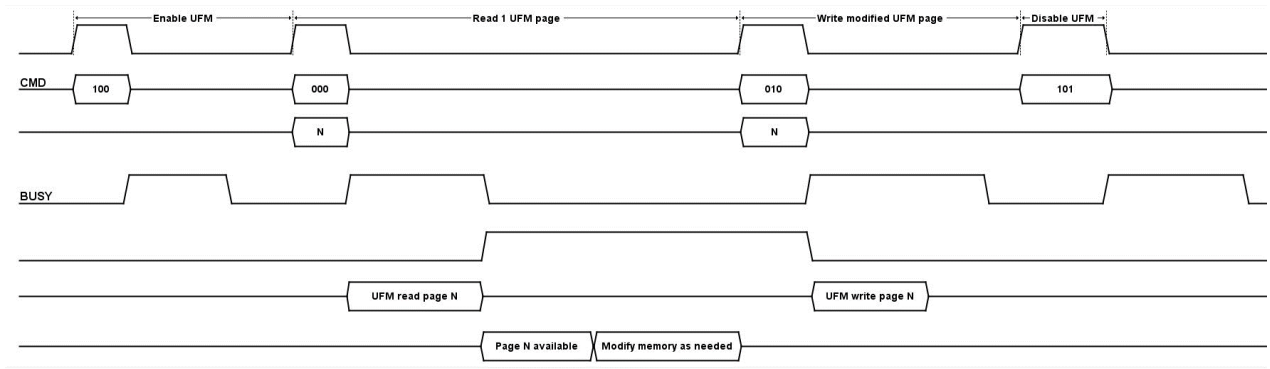 Enable UFM Read 1 UFM page Write modified UFM page Disable UFM
CMD 100 000 010 101
N N
BUSY
UFM read page N UFM write page N
Page N available Modify memory as needed